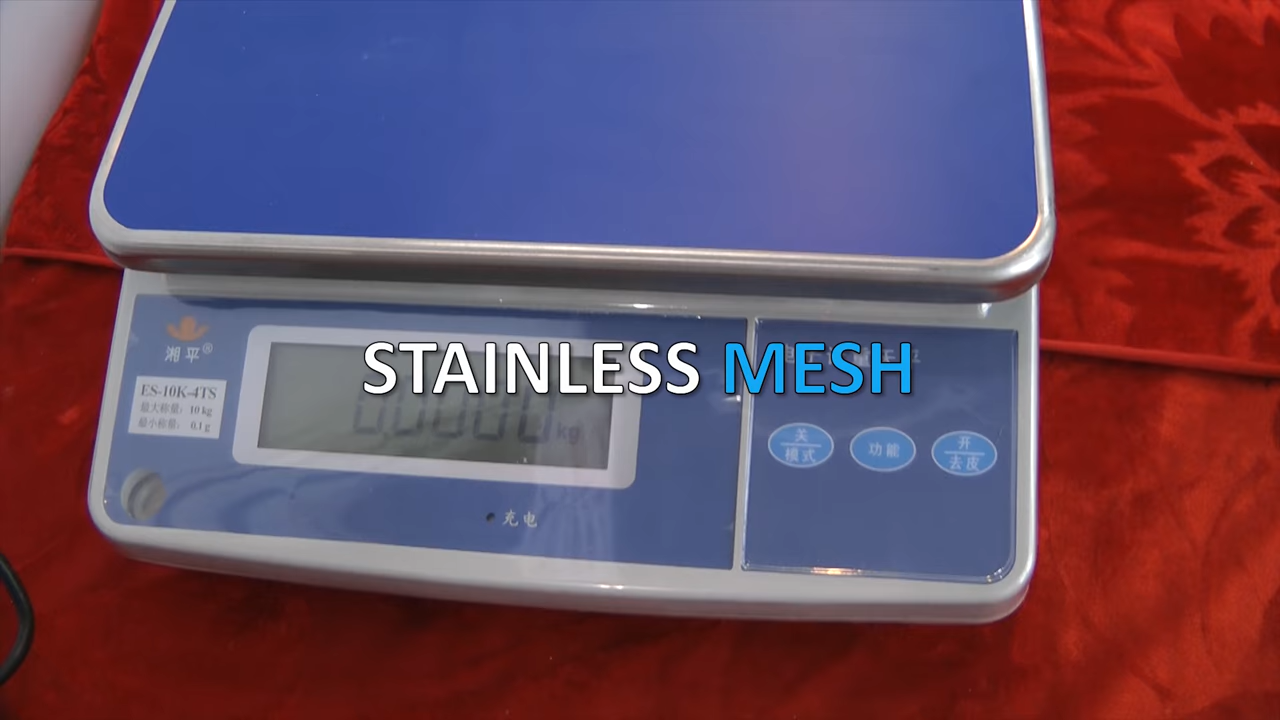 湘平®
ES-10K-4TS
最大称量: 10 kg
最小称量: 0.1 g
STAINLESS MESH
kg
关
模式
功能
开
去皮
充电